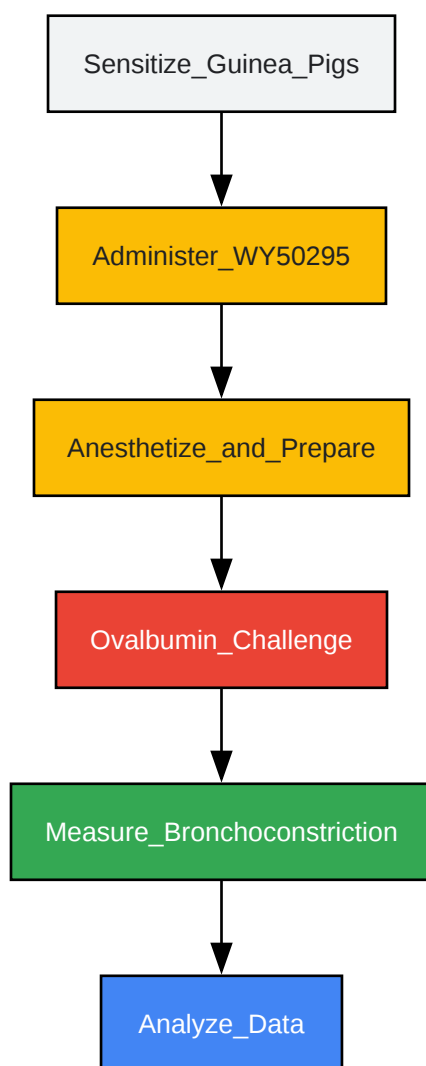 Sensitize_Guinea_Pigs
Administer_WY50295
Anesthetize_and_Prepare
Ovalbumin_Challenge
Measure_Bronchoconstriction
Analyze_Data